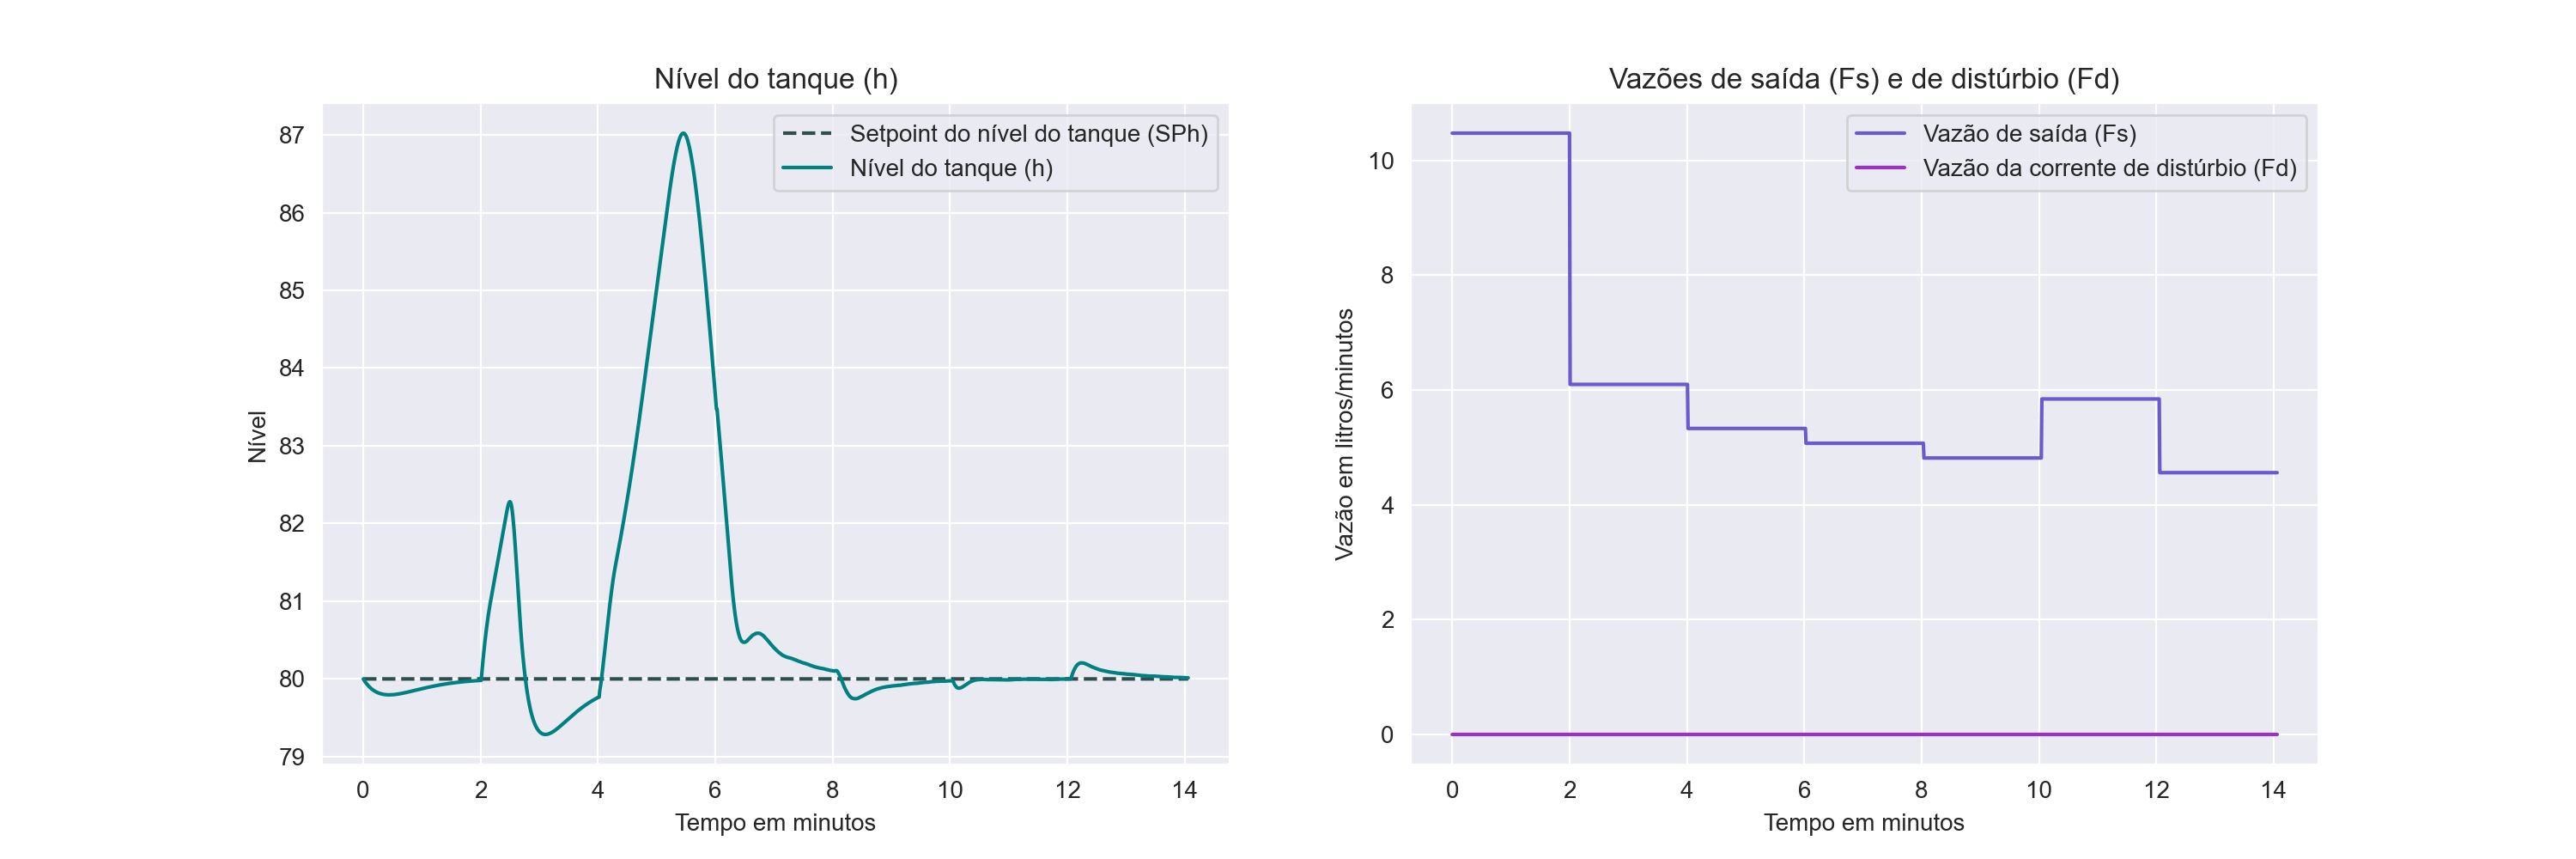 Nível do tanque (h)
Setpoint do nível do tanque (SPh)
Nível do tanque (h)
87
86
85
84
83
82
81
80
79
Nível
0 2 4 6 8 10 12 14
Tempo em minutos
Vazões de saída (Fs) e de distúrbio (Fd)
Vazão de saída (Fs)
Vazão da corrente de distúrbio (Fd)
10
8
6
4
2
0
Vazão em litros/minutos
0 2 4 6 8 10 12 14
Tempo em minutos